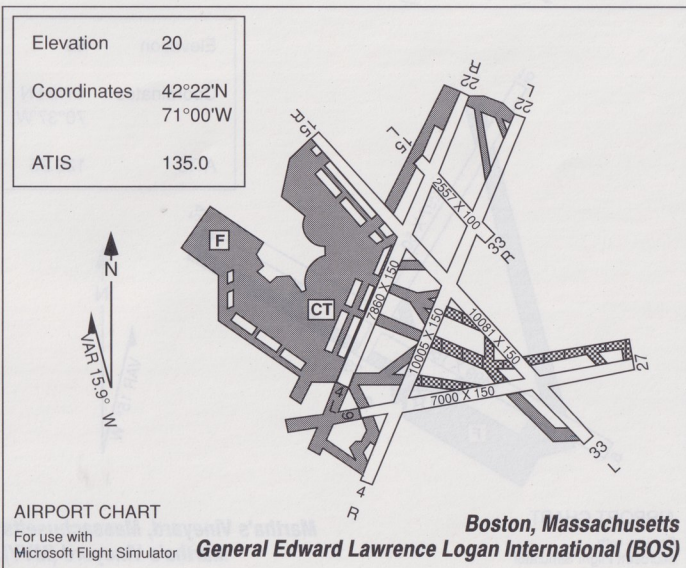 Elevation 20
Coordinates 42°22'N
71°00'W
ATIS 135.0
N
VAR 15.9° W
F
CT
15
R
15
L
22
R
22
L
33
R
2557 X 100
7860 X 150
10005 X 150
10081 X 150
7000 X 150
27
33
L
4
L
9
4
R
AIRPORT CHART
For use with
Microsoft Flight Simulator
Boston, Massachusetts
General Edward Lawrence Logan International (BOS)